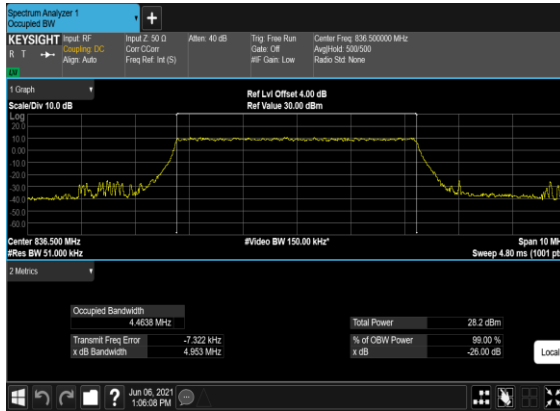 Spectrum Analyzer 1
Occupied BW
+
KEYSIGHT
R T
LXI
Input: RF
Coupling: DC
Align: Auto
Input Z: 50 Ω
Corr CCorr
Freq Ref: Int (S)
Atten: 40 dB
Trig: Free Run
Gate: Off
#IF Gain: Low
Center Freq: 836.500000 MHz
Avg|Hold: 500/500
Radio Std: None
1 Graph
Scale/Div 10.0 dB
Ref Lvl Offset 4.00 dB
Ref Value 30.00 dBm
Log
20.0
10.0
0.00
-10.0
-20.0
-30.0
-40.0
-50.0
-60.0
Center 836.500 MHz
#Res BW 51.000 kHz
#Video BW 150.00 kHz*
Span 10 MH
Sweep 4.80 ms (1001 pt
2 Metrics
Occupied Bandwidth
4.4638 MHz
Transmit Freq Error -7.322 kHz
x dB Bandwidth 4.953 MHz
Total Power 28.2 dBm
% of OBW Power 99.00 %
x dB -26.00 dB
Local
?
Jun 06, 2021
1:06:08 PM